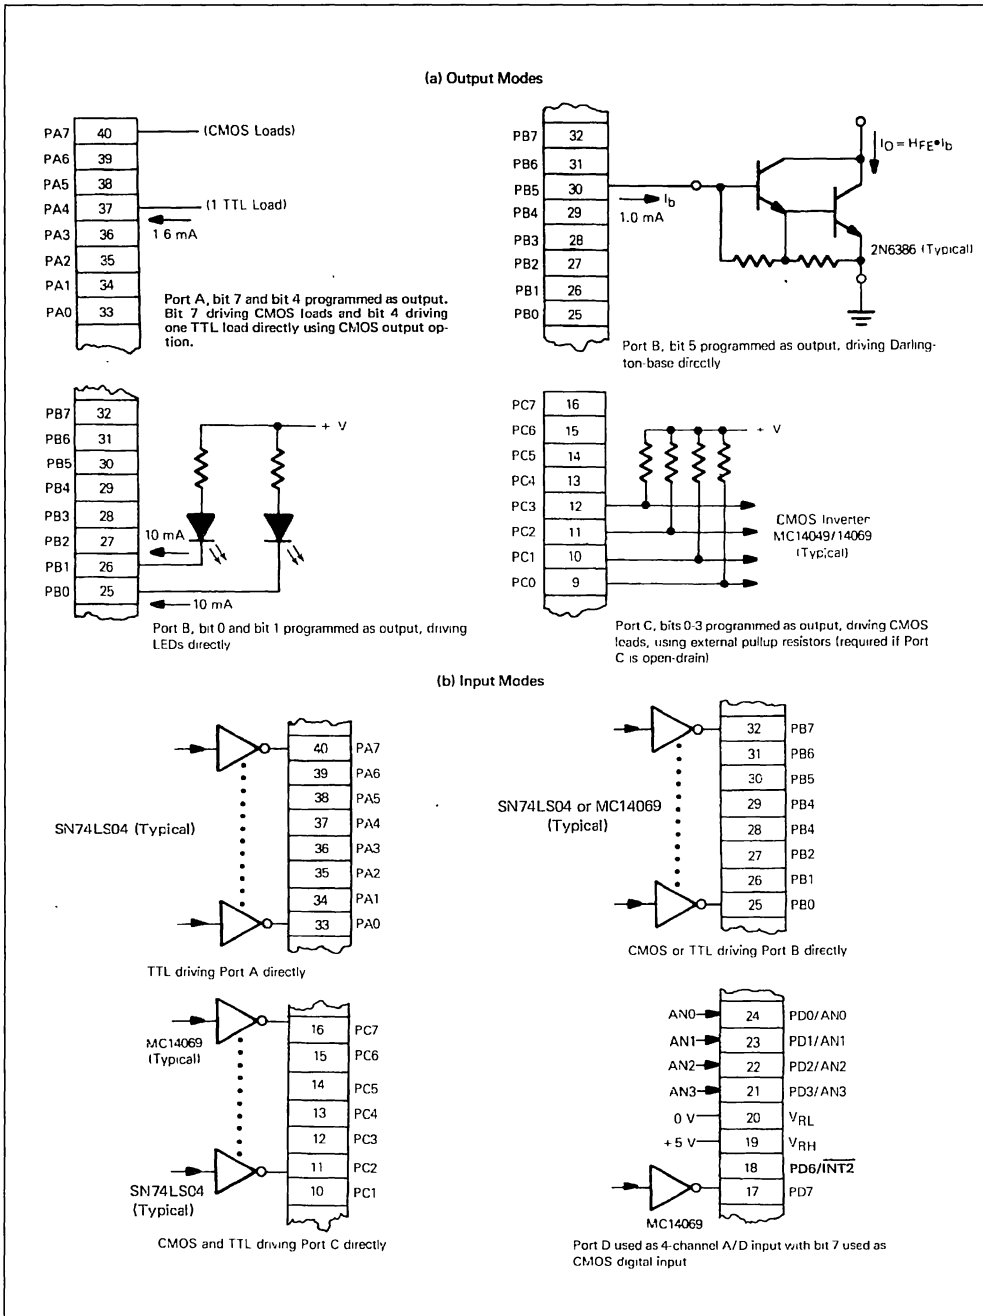 (a) Output Modes
PA7 40 (CMOS Loads)
PA6 39
PA5 38
PA4 37 (1 TTL Load)
1 6 mA
PA3 36
PA2 35
PA1 34
PA0 33
Port A, bit 7 and bit 4 programmed as output.
Bit 7 driving CMOS loads and bit 4 driving
one TTL load directly using CMOS output op-
tion.
PB7 32
PB6 31
PB5 30
PB4 29
PB3 28
PB2 27
PB1 26
PB0 25
Ib
1.0 mA
IO = HFE•Ib
2N6386 (Typical)
Port B, bit 5 programmed as output, driving Darling-
ton-base directly
PB7 32
PB6 31
PB5 30
PB4 29
PB3 28
PB2 27
PB1 26
PB0 25
+ V
10 mA
10 mA
Port B, bit 0 and bit 1 programmed as output, driving
LEDs directly
PC7 16
PC6 15
PC5 14
PC4 13
PC3 12
PC2 11
PC1 10
PC0 9
+ V
CMOS Inverter
MC14049/14069
(Typical)
Port C, bits 0-3 programmed as output, driving CMOS
loads, using external pullup resistors (required if Port
C is open-drain)
(b) Input Modes
40 PA7
39 PA6
38 PA5
37 PA4
36 PA3
35 PA2
34 PA1
33 PA0
SN74LS04 (Typical)
TTL driving Port A directly
32 PB7
31 PB6
30 PB5
29 PB4
28 PB4
27 PB2
26 PB1
25 PB0
SN74LS04 or MC14069
(Typical)
CMOS or TTL driving Port B directly
MC14069
(Typical)
16 PC7
15 PC6
14 PC5
13 PC4
12 PC3
11 PC2
10 PC1
SN74LS04
(Typical)
CMOS and TTL driving Port C directly
AN0 24 PD0/AN0
AN1 23 PD1/AN1
AN2 22 PD2/AN2
AN3 21 PD3/AN3
0 V 20 VRL
+ 5 V 19 VRH
18 PD6/INT2
17 PD7
MC14069
Port D used as 4-channel A/D input with bit 7 used as
CMOS digital input